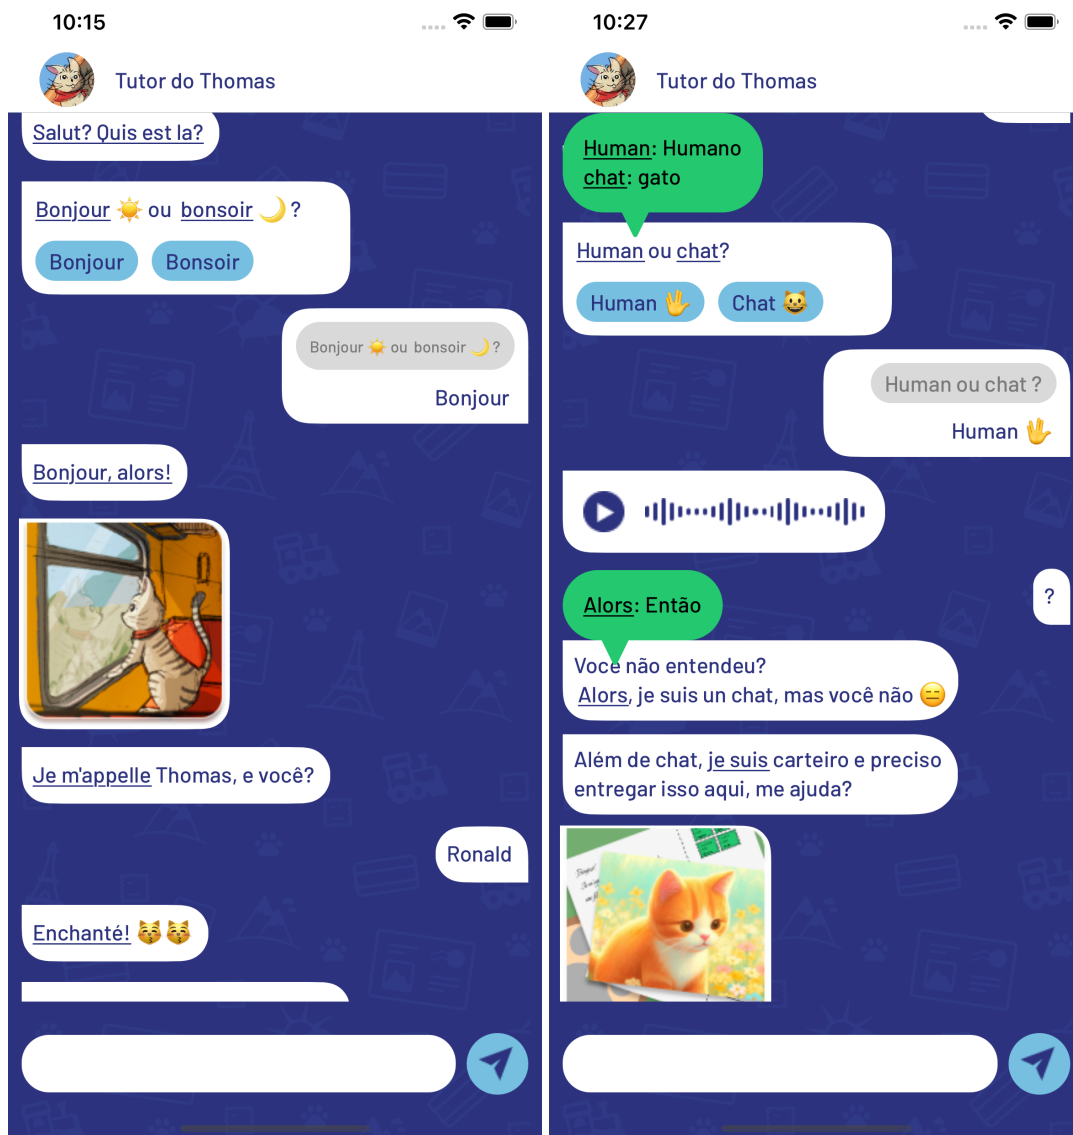 10:15
Tutor do Thomas
Salut? Quis est la?
Bonjour ☀️ ou bonsoir 🌙?
Bonjour
Bonsoir
Bonjour ☀️ ou bonsoir 🌙?
Bonjour
Bonjour, alors!
Je m'appelle Thomas, e você?
Ronald
Enchanté! 😽😽
10:27
Tutor do Thomas
Human: Humano
chat: gato
Human ou chat?
Human 🖖
Chat 😺
Human ou chat ?
Human 🖖
?
Alors: Então
Voce não entendeu?
Alors, je suis un chat, mas você não 😑
Além de chat, je suis carteiro e preciso
entregar isso aqui, me ajuda?
Bonjour!